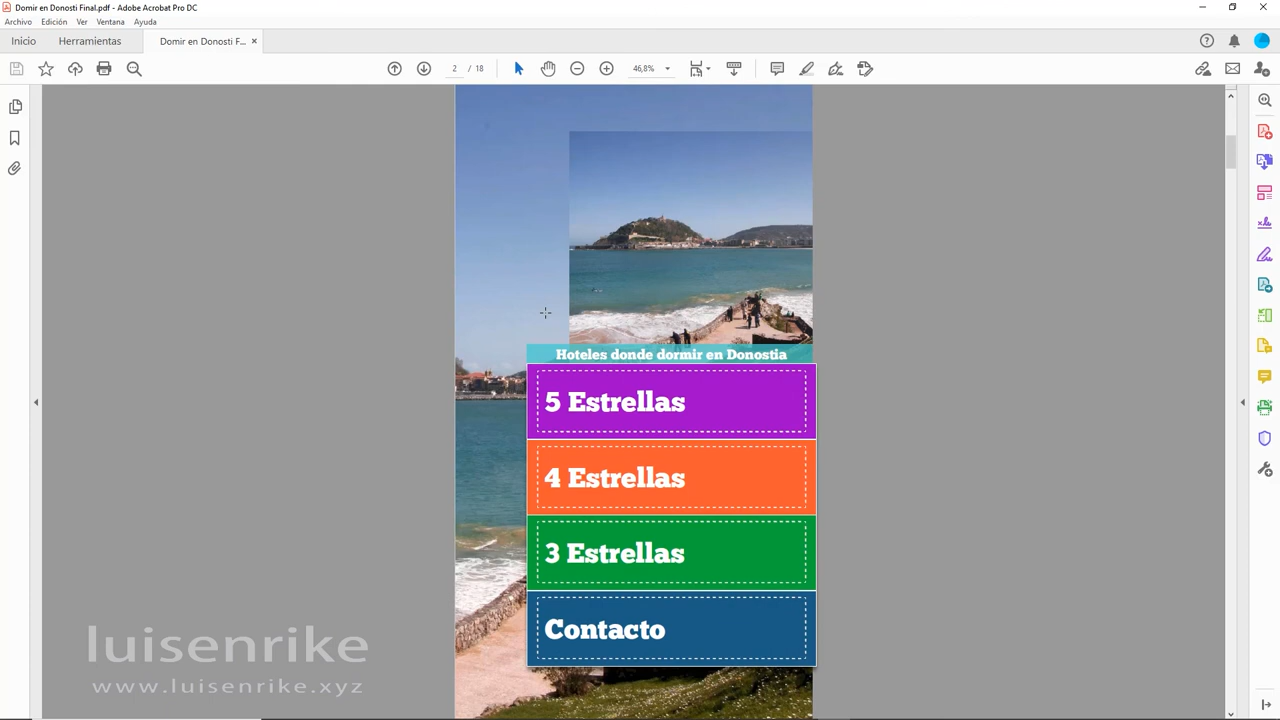 Domir en Donosti Final.pdf - Adobe Acrobat Pro DC
Archivo Edición Ver Ventana Ayuda
Inicio Herramientas Domir en Donosti F... ×
2 / 18 46,8%
Hoteles donde dormir en Donostia
5 Estrellas
4 Estrellas
3 Estrellas
Contacto
luisenrike
www.luisenrike.xyz